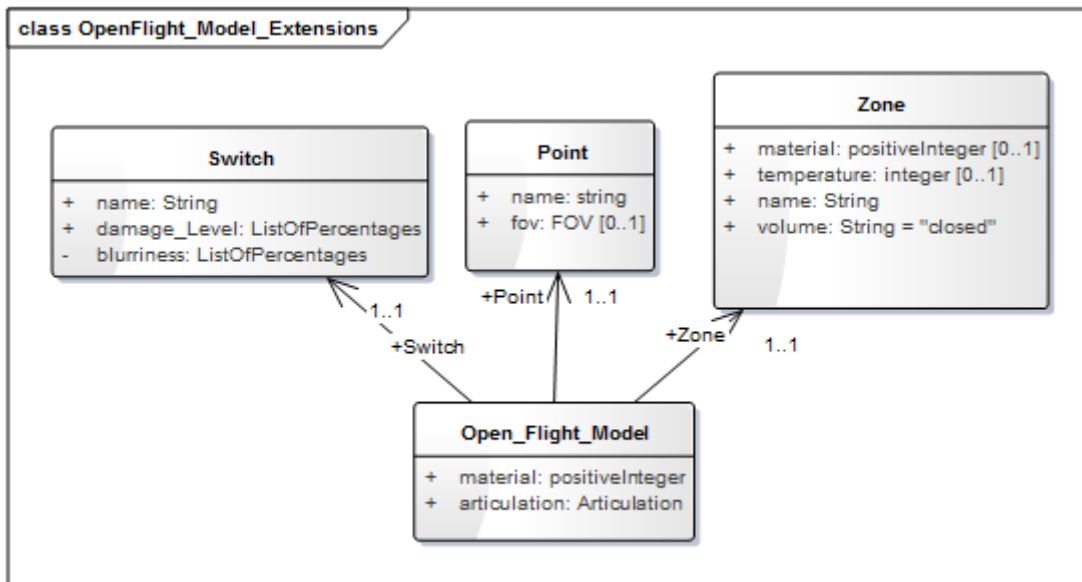 class OpenFlight_Model_Extensions
Switch
+ name: String
+ damage_Level: ListOfPercentages
- blurriness: ListOfPercentages
Point
+ name: string
+ fov: FOV [0..1]
Zone
+ material: positiveInteger [0..1]
+ temperature: integer [0..1]
+ name: String
+ volume: String = "closed"
1..1
+Switch
+Point
1..1
+Zone
1..1
Open_Flight_Model
+ material: positiveInteger
+ articulation: Articulation